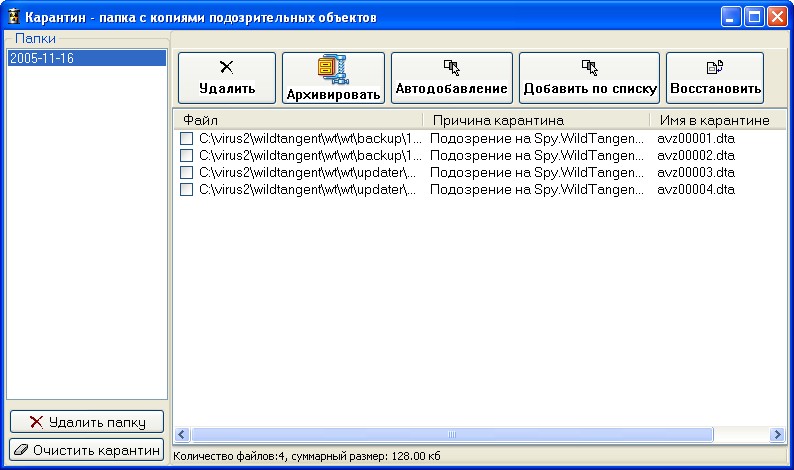 Карантин - папка с копиями подозрительных объектов
Папки
2005-11-16
Удалить
Архивировать
Автодобавление
Добавить по списку
Восстановить
Файл Причина карантина Имя в карантине
C:\virus2\wildtangent\wt\wt\backup\1... Подозрение на Spy.WildTangen... avz00001.dta
C:\virus2\wildtangent\wt\wt\backup\1... Подозрение на Spy.WildTangen... avz00002.dta
C:\virus2\wildtangent\wt\wt\updater\... Подозрение на Spy.WildTangen... avz00003.dta
C:\virus2\wildtangent\wt\wt\updater\... Подозрение на Spy.WildTangen... avz00004.dta
Удалить папку
Очистить карантин
Количество файлов:4, суммарный размер: 128.00 кб